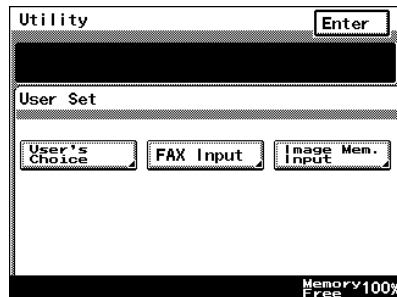 Utility
Enter
User Set
User's
Choice
FAX Input
Image Mem.
Input
Memory
Free 100%